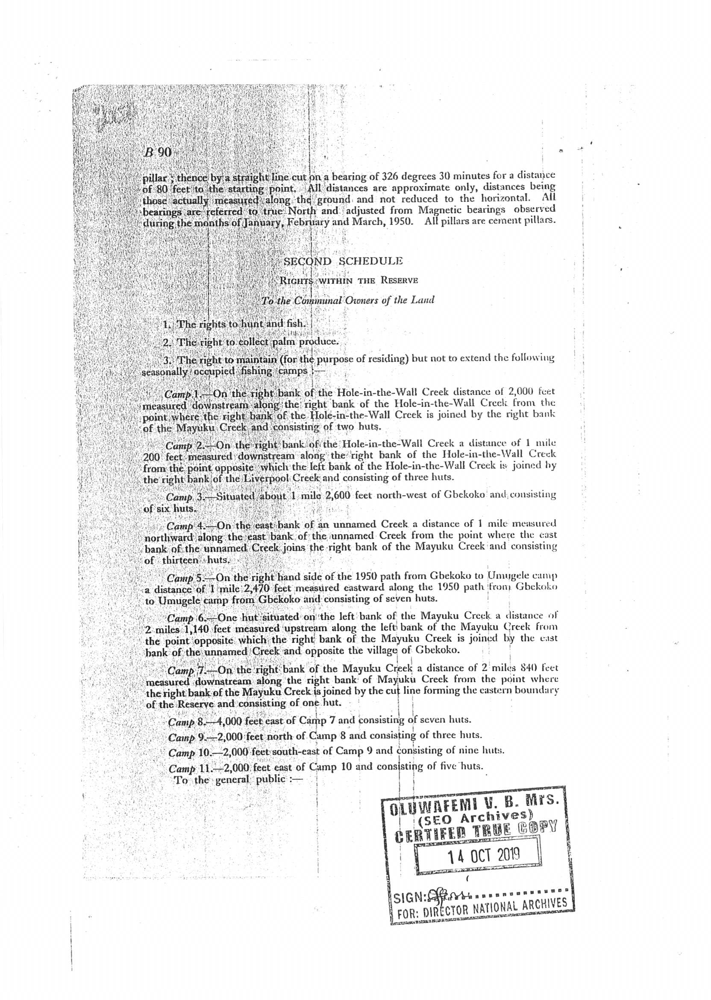 B 90
pillar ; thence by a straight line cut on a bearing of 326 degrees 30 minutes for a distance
of 80 feet to the starting point. All distances are approximate only, distances being
those actually measured along the ground and not reduced to the horizontal. All
bearings are referred to true North and adjusted from Magnetic bearings observed
during the months of January, February and March, 1950. All pillars are cement pillars.
SECOND SCHEDULE
RIGHTS WITHIN THE RESERVE
To the Communal Owners of the Land
1. The rights to hunt and fish.
2. The right to collect palm produce.
3. The right to maintain (for the purpose of residing) but not to extend the following
seasonally occupied fishing camps :—
Camp 1.—On the right bank of the Hole-in-the-Wall Creek distance of 2,000 feet
measured downstream along the right bank of the Hole-in-the-Wall Creek from the
point where the right bank of the Hole-in-the-Wall Creek is joined by the right bank
of the Mayuku Creek and consisting of two huts.
Camp 2.—On the right bank of the Hole-in-the-Wall Creek a distance of 1 mile
200 feet measured downstream along the right bank of the Hole-in-the-Wall Creek
from the point opposite which the left bank of the Hole-in-the-Wall Creek is joined by
the right bank of the Liverpool Creek and consisting of three huts.
Camp 3.—Situated about 1 mile 2,600 feet north-west of Gbekoko and consisting
of six huts.
Camp 4.—On the east bank of an unnamed Creek a distance of 1 mile measured
northward along the east bank of the unnamed Creek from the point where the east
bank of the unnamed Creek joins the right bank of the Mayuku Creek and consisting
of thirteen huts.
Camp 5.—On the right hand side of the 1950 path from Gbekoko to Umugele camp
a distance of 1 mile 2,470 feet measured eastward along the 1950 path from Gbekoko
to Umugele camp from Gbekoko and consisting of seven huts.
Camp 6.—One hut situated on the left bank of the Mayuku Creek a distance of
2 miles 1,140 feet measured upstream along the left bank of the Mayuku Creek from
the point opposite which the right bank of the Mayuku Creek is joined by the east
bank of the unnamed Creek and opposite the village of Gbekoko.
Camp 7.—On the right bank of the Mayuku Creek a distance of 2 miles 840 feet
measured downstream along the right bank of Mayuku Creek from the point where
the right bank of the Mayuku Creek is joined by the cut line forming the eastern boundary
of the Reserve and consisting of one hut.
Camp 8.—4,000 feet east of Camp 7 and consisting of seven huts.
Camp 9.—2,000 feet north of Camp 8 and consisting of three huts.
Camp 10.—2,000 feet south-east of Camp 9 and consisting of nine huts.
Camp 11.—2,000 feet east of Camp 10 and consisting of five huts.
To the general public :—
OLUWAFEMI V. B. Mrs.
(SEO Archives)
CERTIFED TRUE COPY
14 OCT 2019
SIGN:
FOR: DIRECTOR NATIONAL ARCHIVES